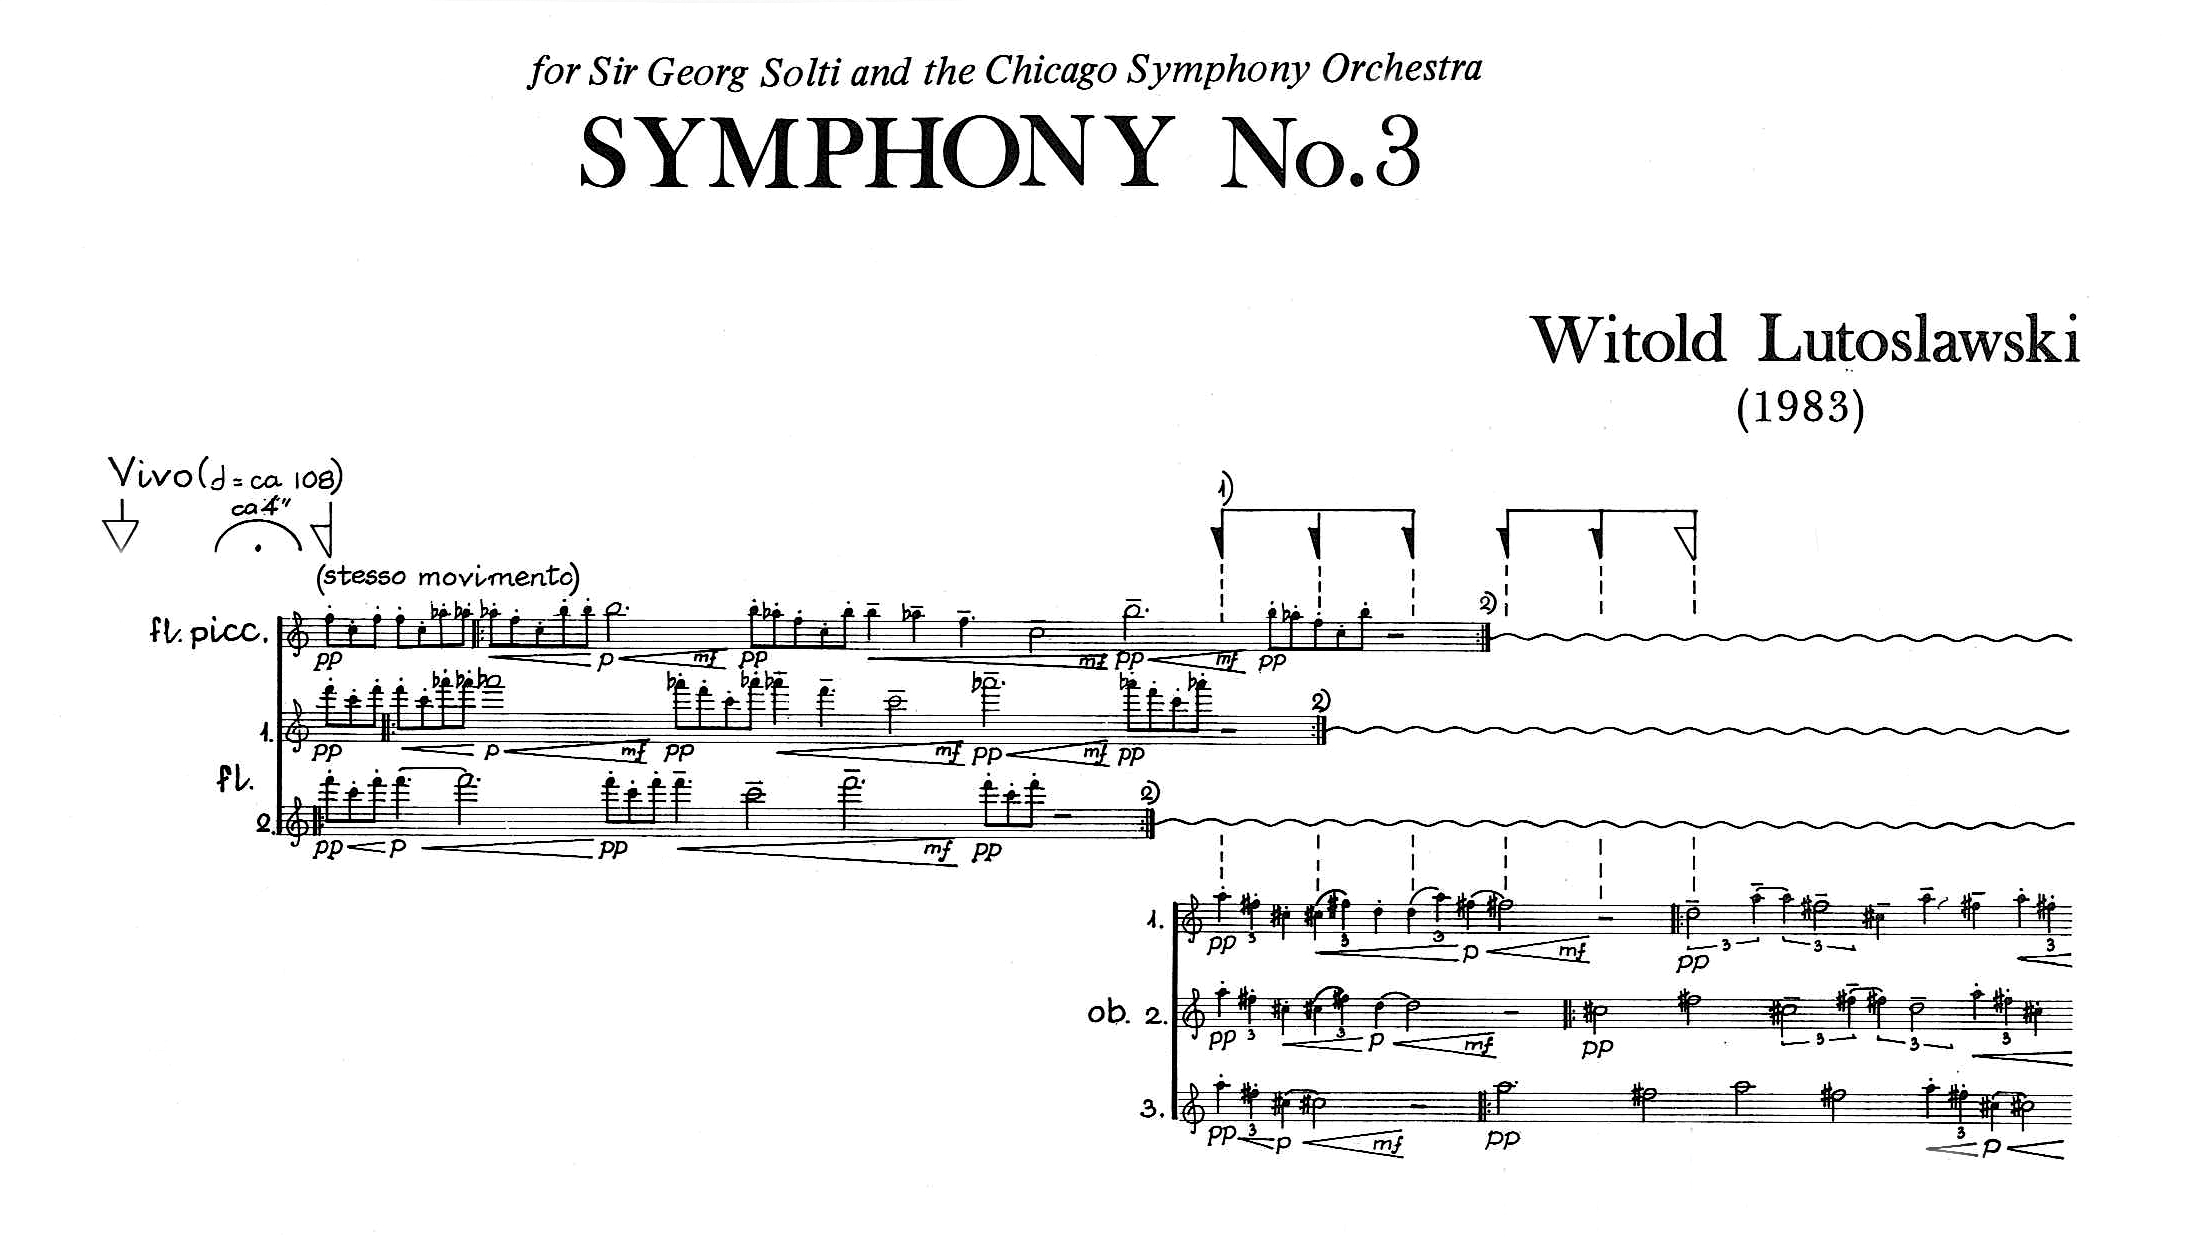 for Sir Georg Solti and the Chicago Symphony Orchestra
SYMPHONY No.3
Witold Lutoslawski
(1983)
Vivo (𝅗𝅥 = ca 108)
ca 4"
1)
(stesso movimento)
fl. picc.
2)
pp p mf pp mf pp mf pp
1.
2)
pp p mf pp mf pp mf pp
fl.
2.
2)
pp p pp mf pp
1.
pp 3 3 3 p mf pp 3 3 3
ob. 2.
pp 3 3 p mf pp 3 3 3
3.
pp 3 p mf pp 3 p